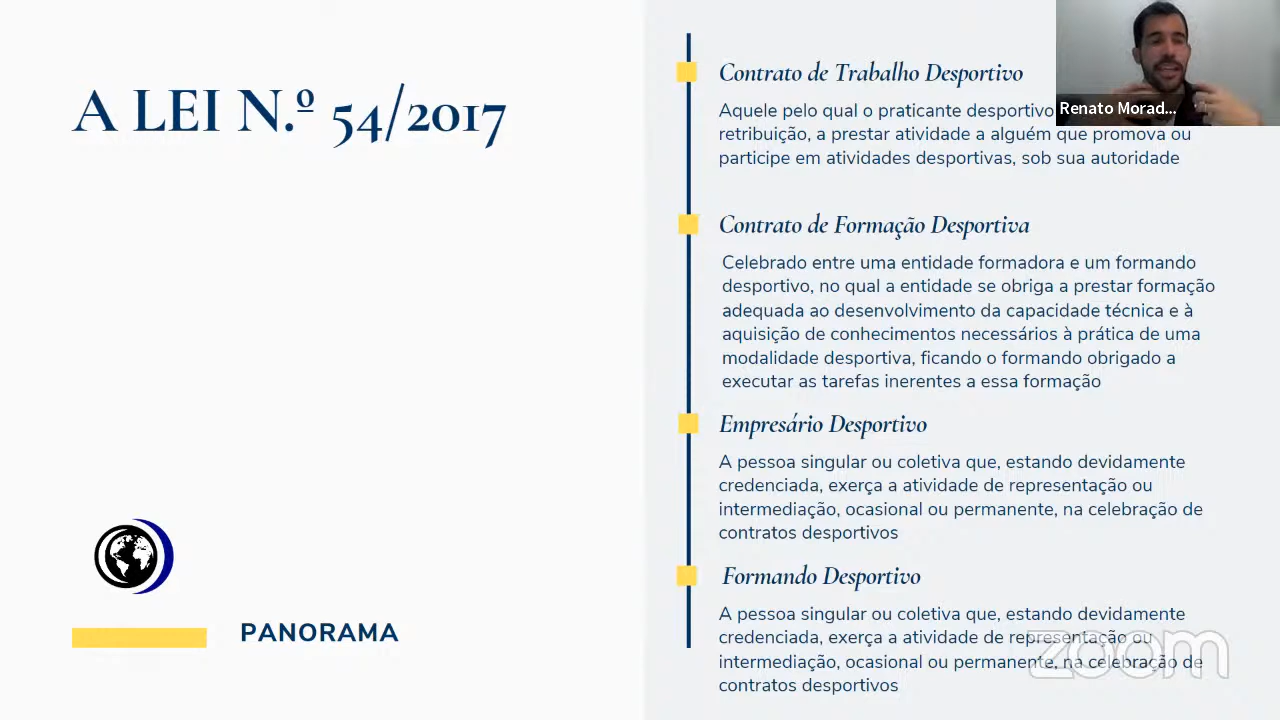 A LEI N.º 54/2017
Contrato de Trabalho Desportivo
Aquele pelo qual o praticante desportivo
retribuição, a prestar atividade a alguém que promova ou
participe em atividades desportivas, sob sua autoridade
Renato Morad...
Contrato de Formação Desportiva
Celebrado entre uma entidade formadora e um formando
desportivo, no qual a entidade se obriga a prestar formação
adequada ao desenvolvimento da capacidade técnica e à
aquisição de conhecimentos necessários à prática de uma
modalidade desportiva, ficando o formando obrigado a
executar as tarefas inerentes a essa formação
Empresário Desportivo
A pessoa singular ou coletiva que, estando devidamente
credenciada, exerça a atividade de representação ou
intermediação, ocasional ou permanente, na celebração de
contratos desportivos
Formando Desportivo
A pessoa singular ou coletiva que, estando devidamente
credenciada, exerça a atividade de representação ou
intermediação, ocasional ou permanente, na celebração de
contratos desportivos
PANORAMA
zoom